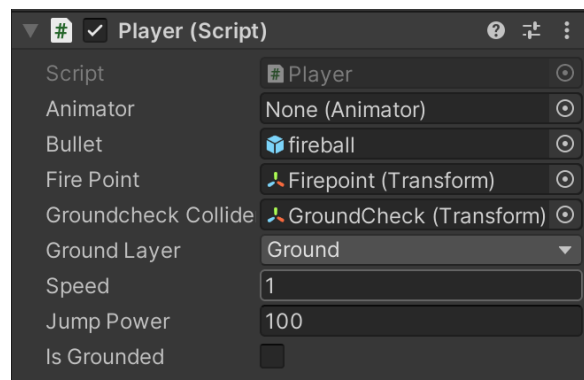 # Player (Script)
Script # Player
Animator None (Animator)
Bullet fireball
Fire Point Firepoint (Transform)
Groundcheck Collide GroundCheck (Transform)
Ground Layer Ground
Speed 1
Jump Power 100
Is Grounded